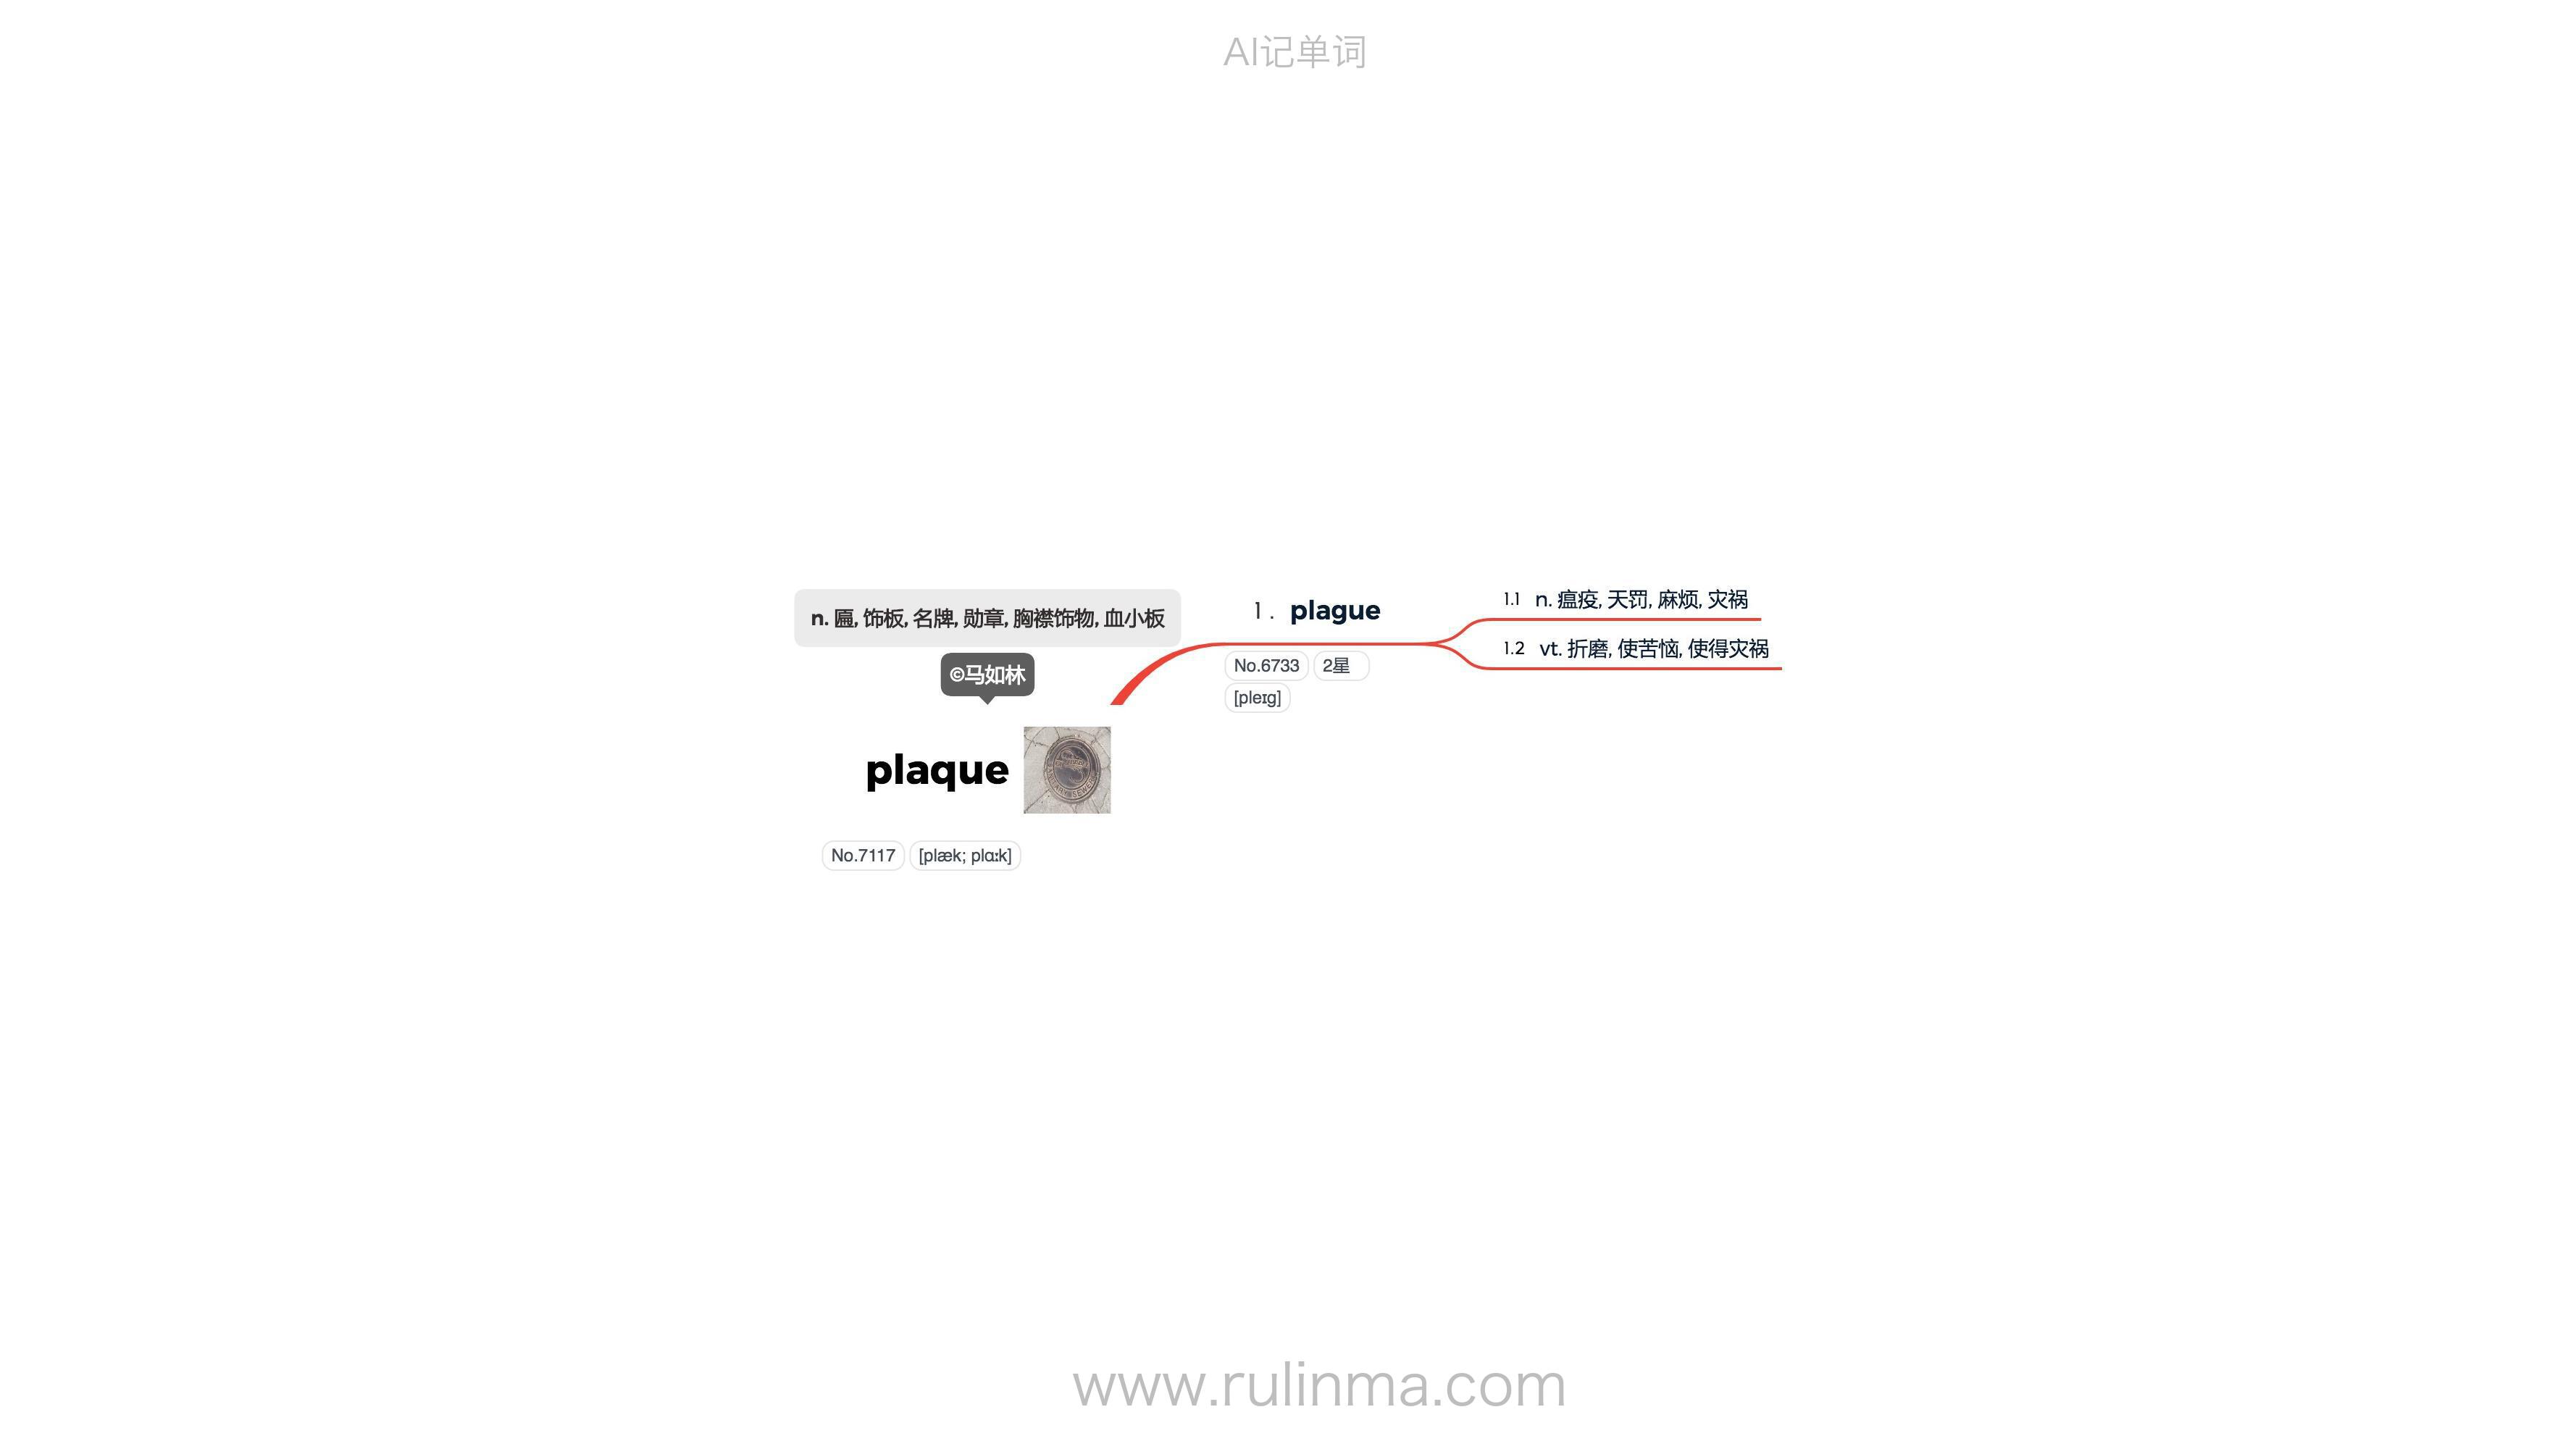 AI记单词
n. 匾, 饰板, 名牌, 勋章, 胸襟饰物, 血小板
©马如林
plaque
No.7117 [plæk; plɑːk]
1. plague
No.6733 2星
[pleɪg]
1.1 n. 瘟疫, 天罚, 麻烦, 灾祸
1.2 vt. 折磨, 使苦恼, 使得灾祸
www.rulinma.com